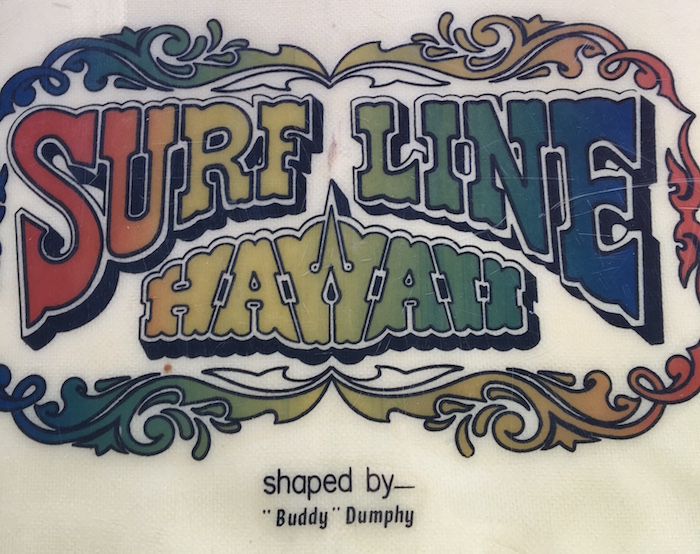 SURF LINE
HAWAII
shaped by—
"Buddy" Dumphy